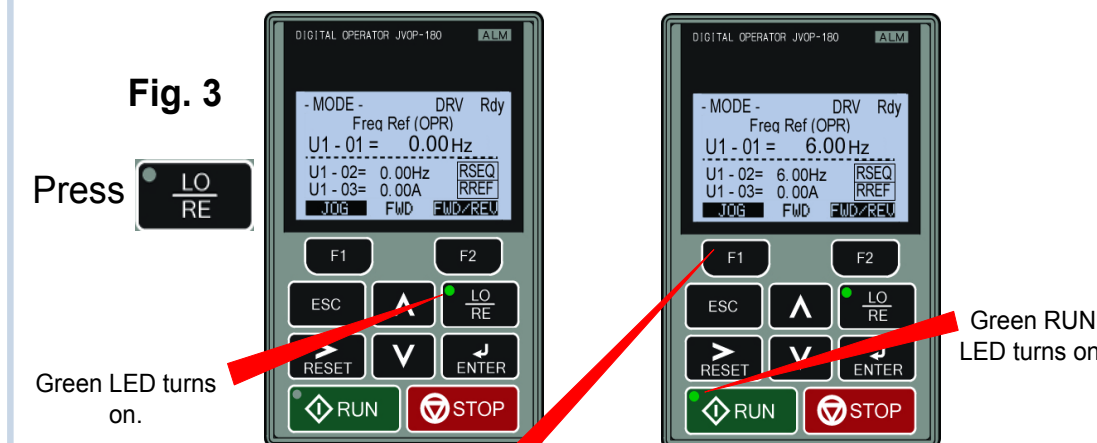 Fig. 3
Press
LO
RE
Green LED turns
on.
DIGITAL OPERATOR JVOP-180 ALM
- MODE - DRV Rdy
Freq Ref (OPR)
U1 - 01 = 0.00 Hz
U1 - 02= 0.00Hz RSEQ
U1 - 03= 0.00A RREF
JOG FWD FWD/REV
F1 F2
ESC LO
RE
RESET ENTER
RUN STOP
DIGITAL OPERATOR JVOP-180 ALM
- MODE - DRV Rdy
Freq Ref (OPR)
U1 - 01 = 6.00 Hz
U1 - 02= 6.00Hz RSEQ
U1 - 03= 0.00A RREF
JOG FWD FWD/REV
F1 F2
ESC LO
RE
RESET ENTER
RUN STOP
Green RUN
LED turns on